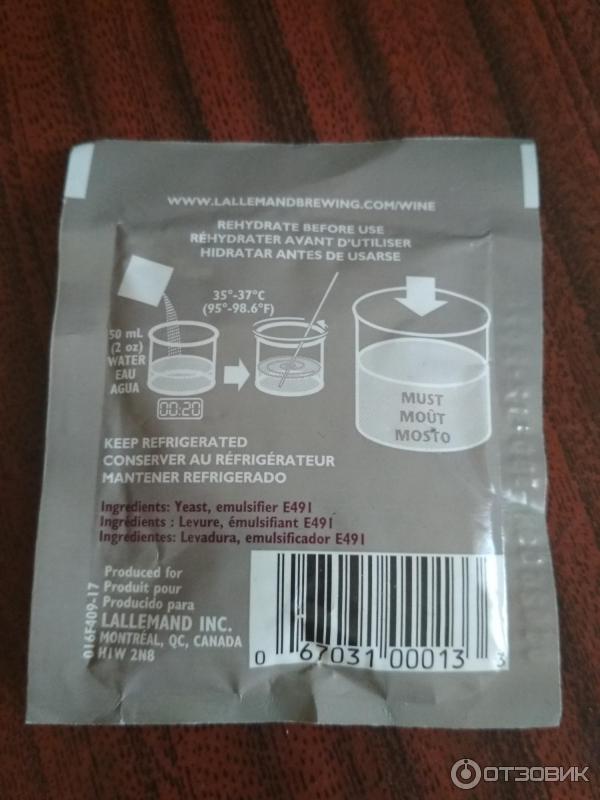 WWW.LALLEMANDBREWING.COM/WINE
REHYDRATE BEFORE USE
RÉHYDRATER AVANT D'UTILISER
HIDRATAR ANTES DE USARSE
35°-37°C
(95°-98.6°F)
50 mL
(2 oz)
WATER
EAU
AGUA
00:20
MUST
MOÛT
MOSTO
KEEP REFRIGERATED
CONSERVER AU RÉFRIGÉRATEUR
MANTENER REFRIGERADO
Ingredients: Yeast, emulsifier E491
Ingrédients : Levure, émulsifiant E491
Ingredientes: Levadura, emulsificador E491
Produced for
Produit pour
Producido para
LALLEMAND INC.
MONTRÉAL, QC, CANADA
H1W 2N8
016F409-17
0 67031 00013 3
ОТЗОВИК